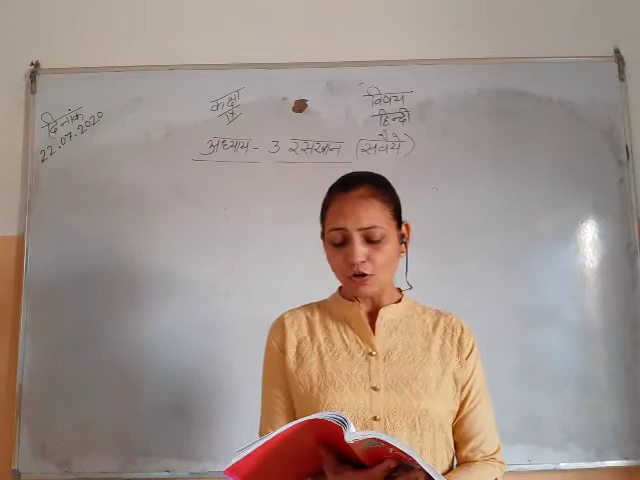 दिनांक
22.07.2020
कक्षा
IX
विषय
हिन्दी
अध्याय - 3 रसखान (सवैये)